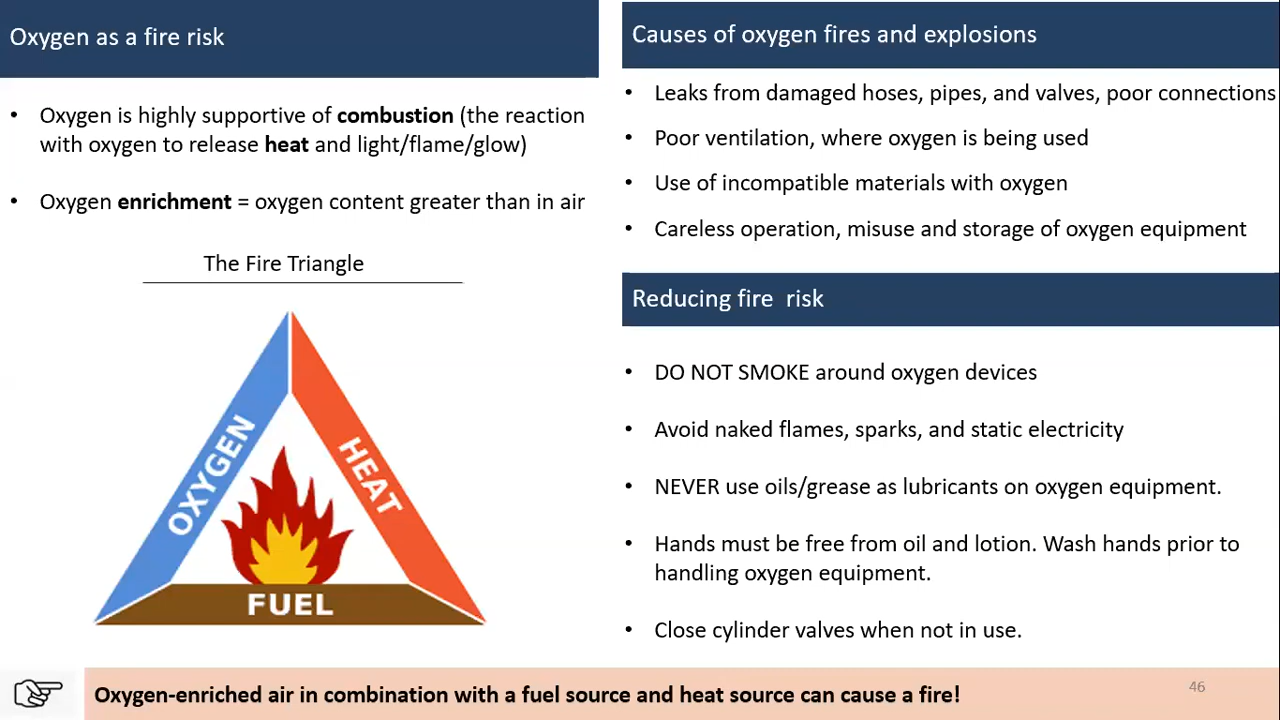 Oxygen as a fire risk
• Oxygen is highly supportive of combustion (the reaction
with oxygen to release heat and light/flame/glow)
• Oxygen enrichment = oxygen content greater than in air
The Fire Triangle
OXYGEN
HEAT
FUEL
Causes of oxygen fires and explosions
• Leaks from damaged hoses, pipes, and valves, poor connections
• Poor ventilation, where oxygen is being used
• Use of incompatible materials with oxygen
• Careless operation, misuse and storage of oxygen equipment
Reducing fire  risk
• DO NOT SMOKE around oxygen devices
• Avoid naked flames, sparks, and static electricity
• NEVER use oils/grease as lubricants on oxygen equipment.
• Hands must be free from oil and lotion. Wash hands prior to
handling oxygen equipment.
• Close cylinder valves when not in use.
Oxygen-enriched air in combination with a fuel source and heat source can cause a fire!
46